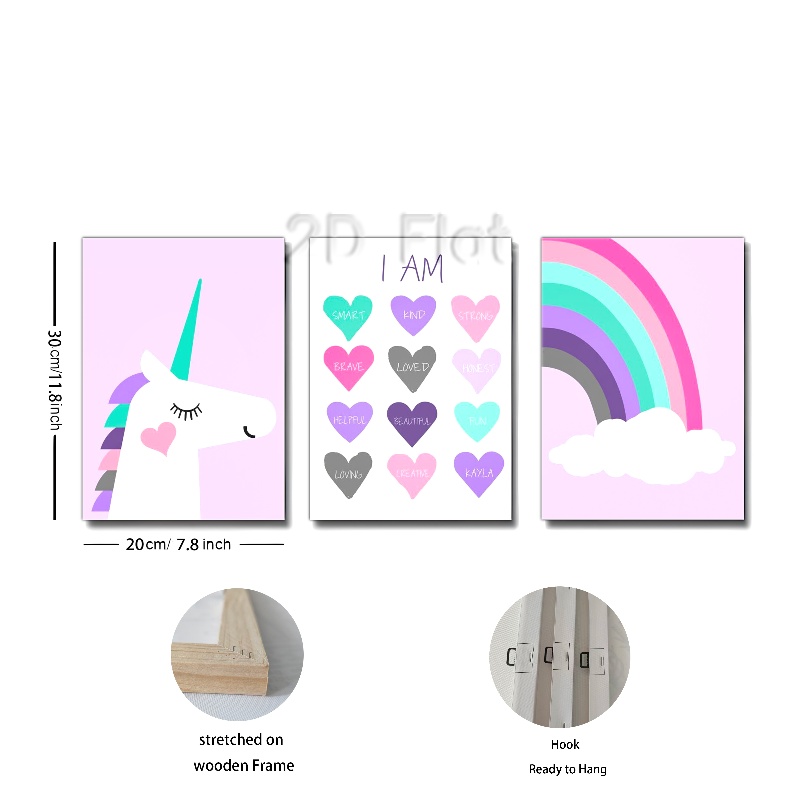 2D Flat
I AM
SMART KIND STRONG
BRAVE LOVED HONEST
HELPFUL BEAUTIFUL
LOVING CREATIVE KAYLA
30cm/11.8inch
20cm/ 7.8 inch
stretched on
wooden Frame
Hook
Ready to Hang